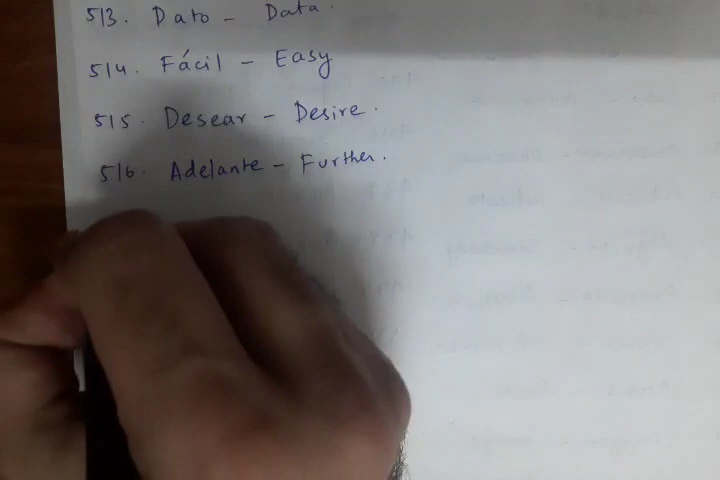 513. Dato - Data.
514. Fácil - Easy
515. Desear - Desire.
516. Adelante - Further.